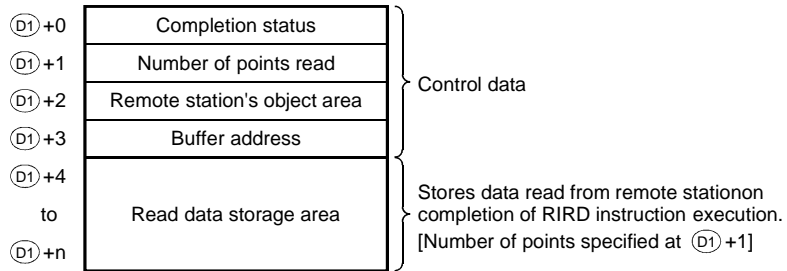 D1 +0 Completion status
D1 +1 Number of points read
D1 +2 Remote station's object area
D1 +3 Buffer address
Control data
D1 +4
to Read data storage area
D1 +n
Stores data read from remote stationon
completion of RIRD instruction execution.
[Number of points specified at D1 +1]